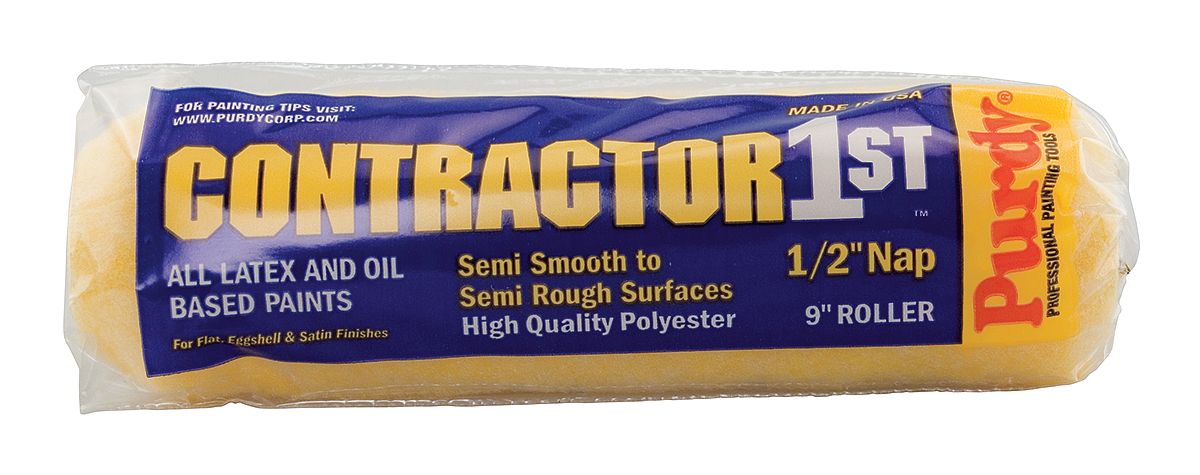 FOR PAINTING TIPS VISIT:
WWW.PURDYCORP.COM
MADE IN USA
CONTRACTOR 1ST™
ALL LATEX AND OIL
BASED PAINTS
For Flat, Eggshell & Satin Finishes
Semi Smooth to
Semi Rough Surfaces
High Quality Polyester
1/2" Nap
9" ROLLER
Purdy®
PROFESSIONAL PAINTING TOOLS